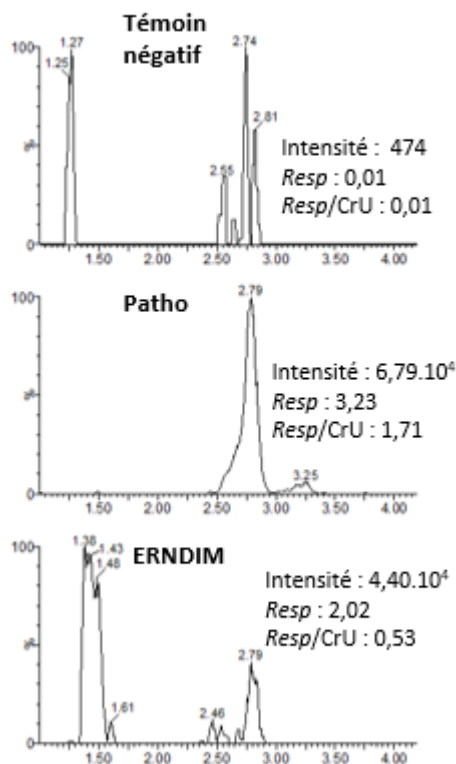 Témoin
négatif
100
%
0
1.25
1.27
2.55
2.74
2.81
Intensité : 474
Resp : 0,01
Resp/CrU : 0,01
1.50 2.00 2.50 3.00 3.50 4.00
Patho
100
%
0
2.79
3.25
Intensité : 6,79.10⁴
Resp : 3,23
Resp/CrU : 1,71
1.50 2.00 2.50 3.00 3.50 4.00
ERNDIM
100
%
0
1.38
1.43
1.48
1.61
2.46
2.79
Intensité : 4,40.10⁴
Resp : 2,02
Resp/CrU : 0,53
1.50 2.00 2.50 3.00 3.50 4.00